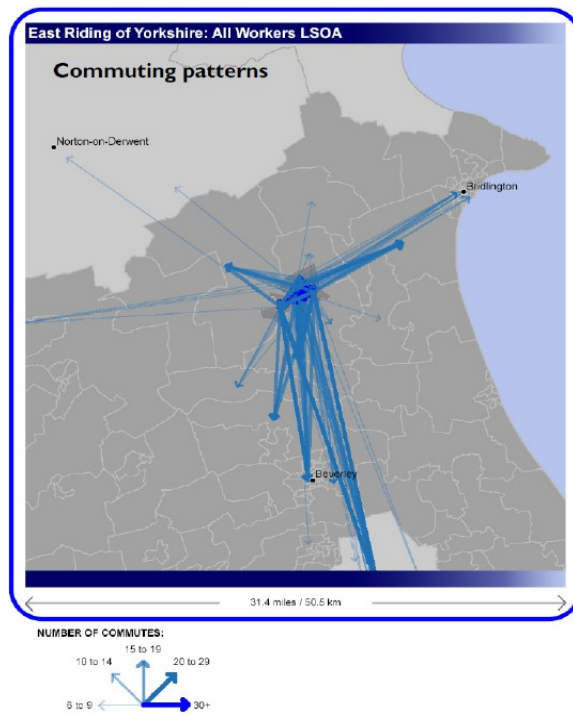 East Riding of Yorkshire: All Workers LSOA
Commuting patterns
Norton-on-Derwent
Bridlington
Beverley
31.4 miles / 50.5 km
NUMBER OF COMMUTES:
15 to 19
10 to 14
20 to 29
6 to 9
30+